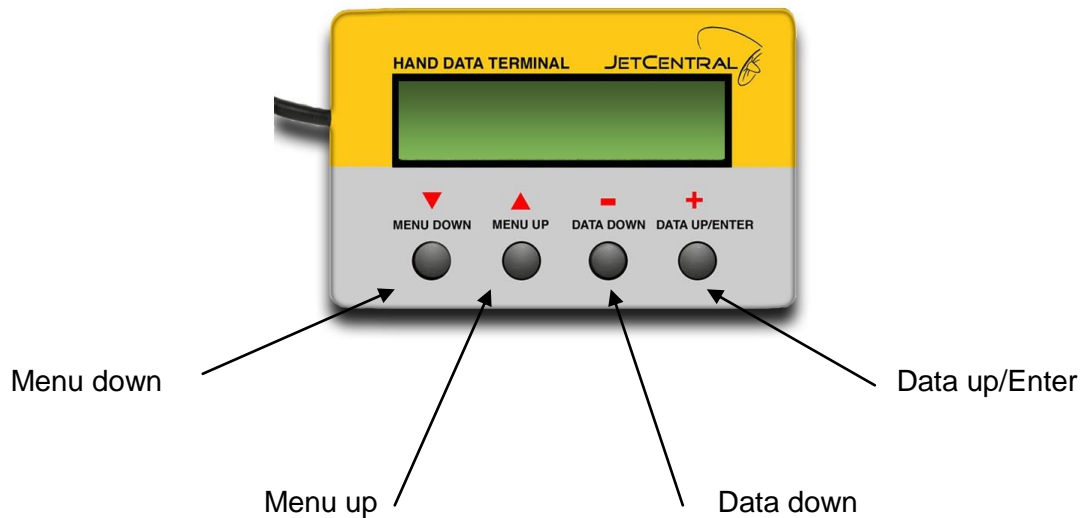 HAND DATA TERMINAL JETCENTRAL
MENU DOWN MENU UP DATA DOWN DATA UP/ENTER
Menu down Data up/Enter
Menu up Data down